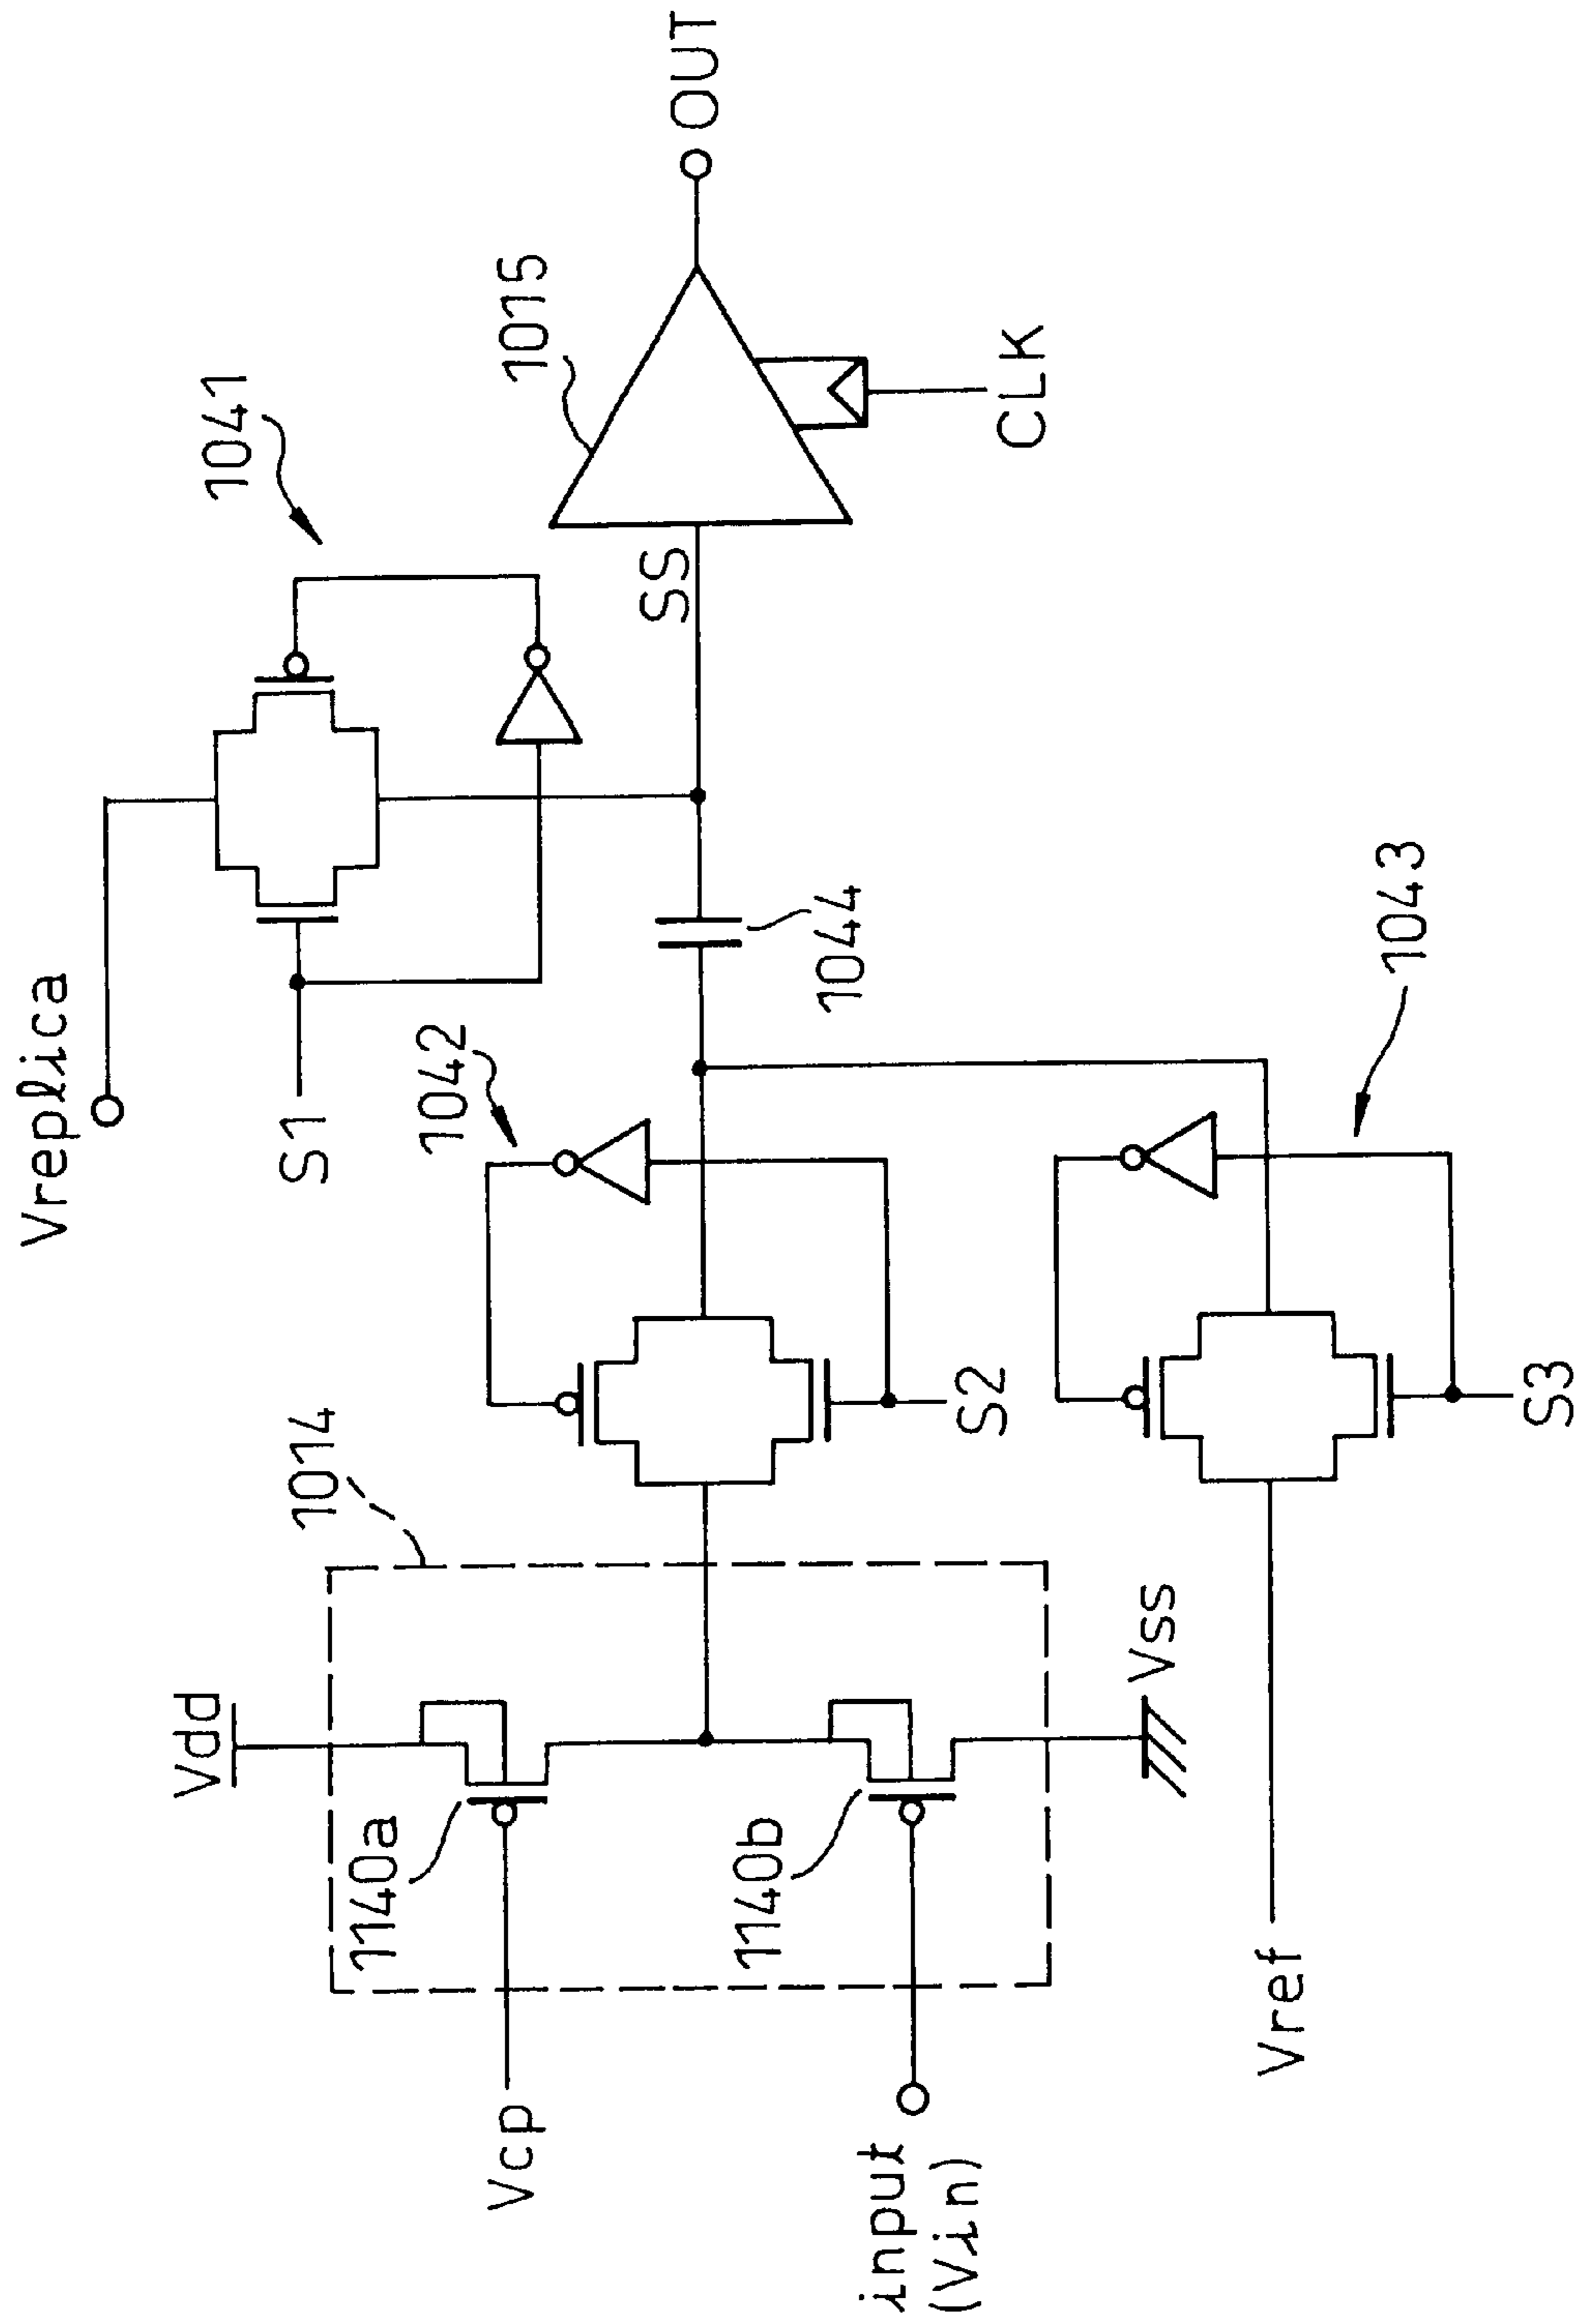 Vreplica
S1
1041
1015
OUT
SS
CLK
1042
1044
1043
1014
Vdd
1140a
1140b
Vcp
input
(Vin)
Vss
S2
Vref
S3